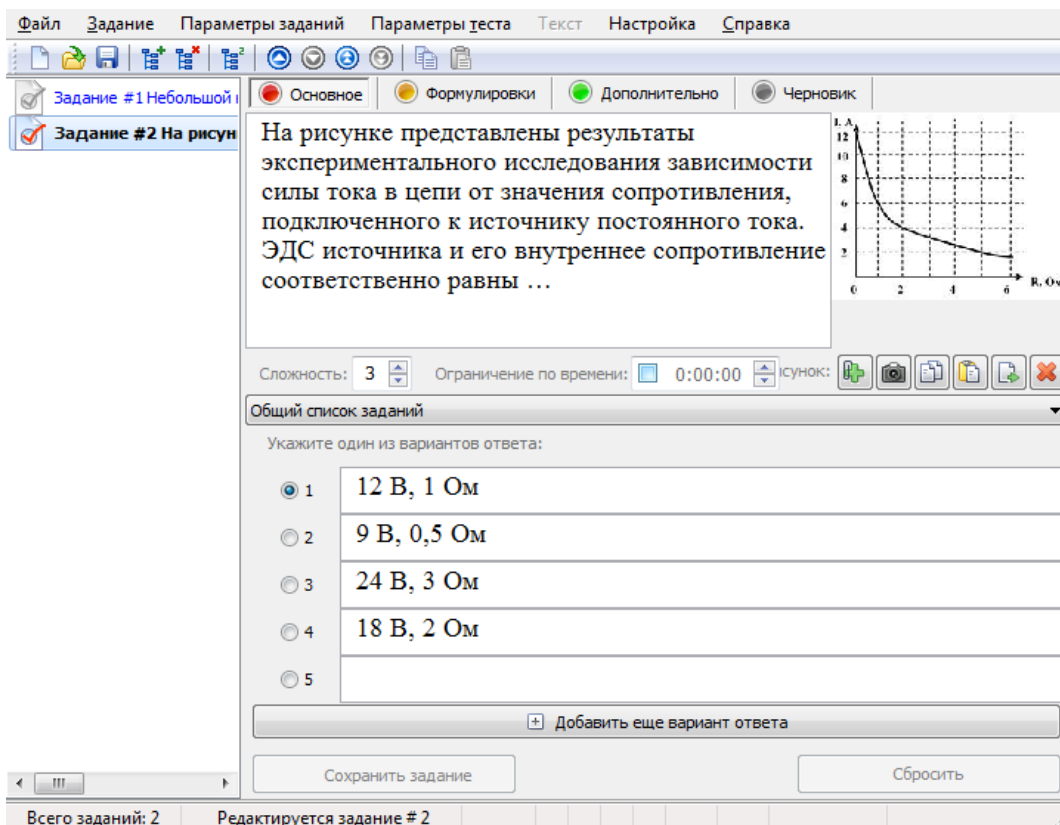 Файл Задание Параметры заданий Параметры теста Текст Настройка Справка
Задание #1 Небольшой
Задание #2 На рисун
Основное Формулировки Дополнительно Черновик
На рисунке представлены результаты
экспериментального исследования зависимости
силы тока в цепи от значения сопротивления,
подключенного к источнику постоянного тока.
ЭДС источника и его внутреннее сопротивление
соответственно равны …
I, A
12
10
8
6
4
2
0 2 4 6 R, Ом
Сложность: 3 Ограничение по времени: 0:00:00 исунок:
Общий список заданий
Укажите один из вариантов ответа:
1 12 В, 1 Ом
2 9 В, 0,5 Ом
3 24 В, 3 Ом
4 18 В, 2 Ом
5
Добавить еще вариант ответа
Сохранить задание Сбросить
Всего заданий: 2 Редактируется задание # 2